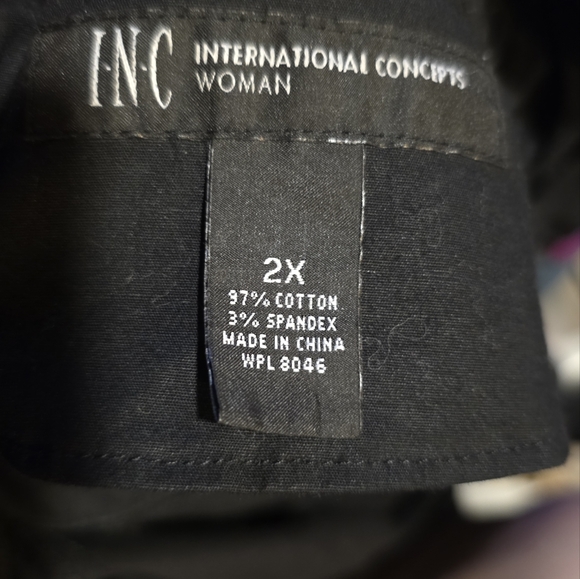 I·N·C INTERNATIONAL CONCEPTS
WOMAN
2X
97% COTTON
3% SPANDEX
MADE IN CHINA
WPL 8046